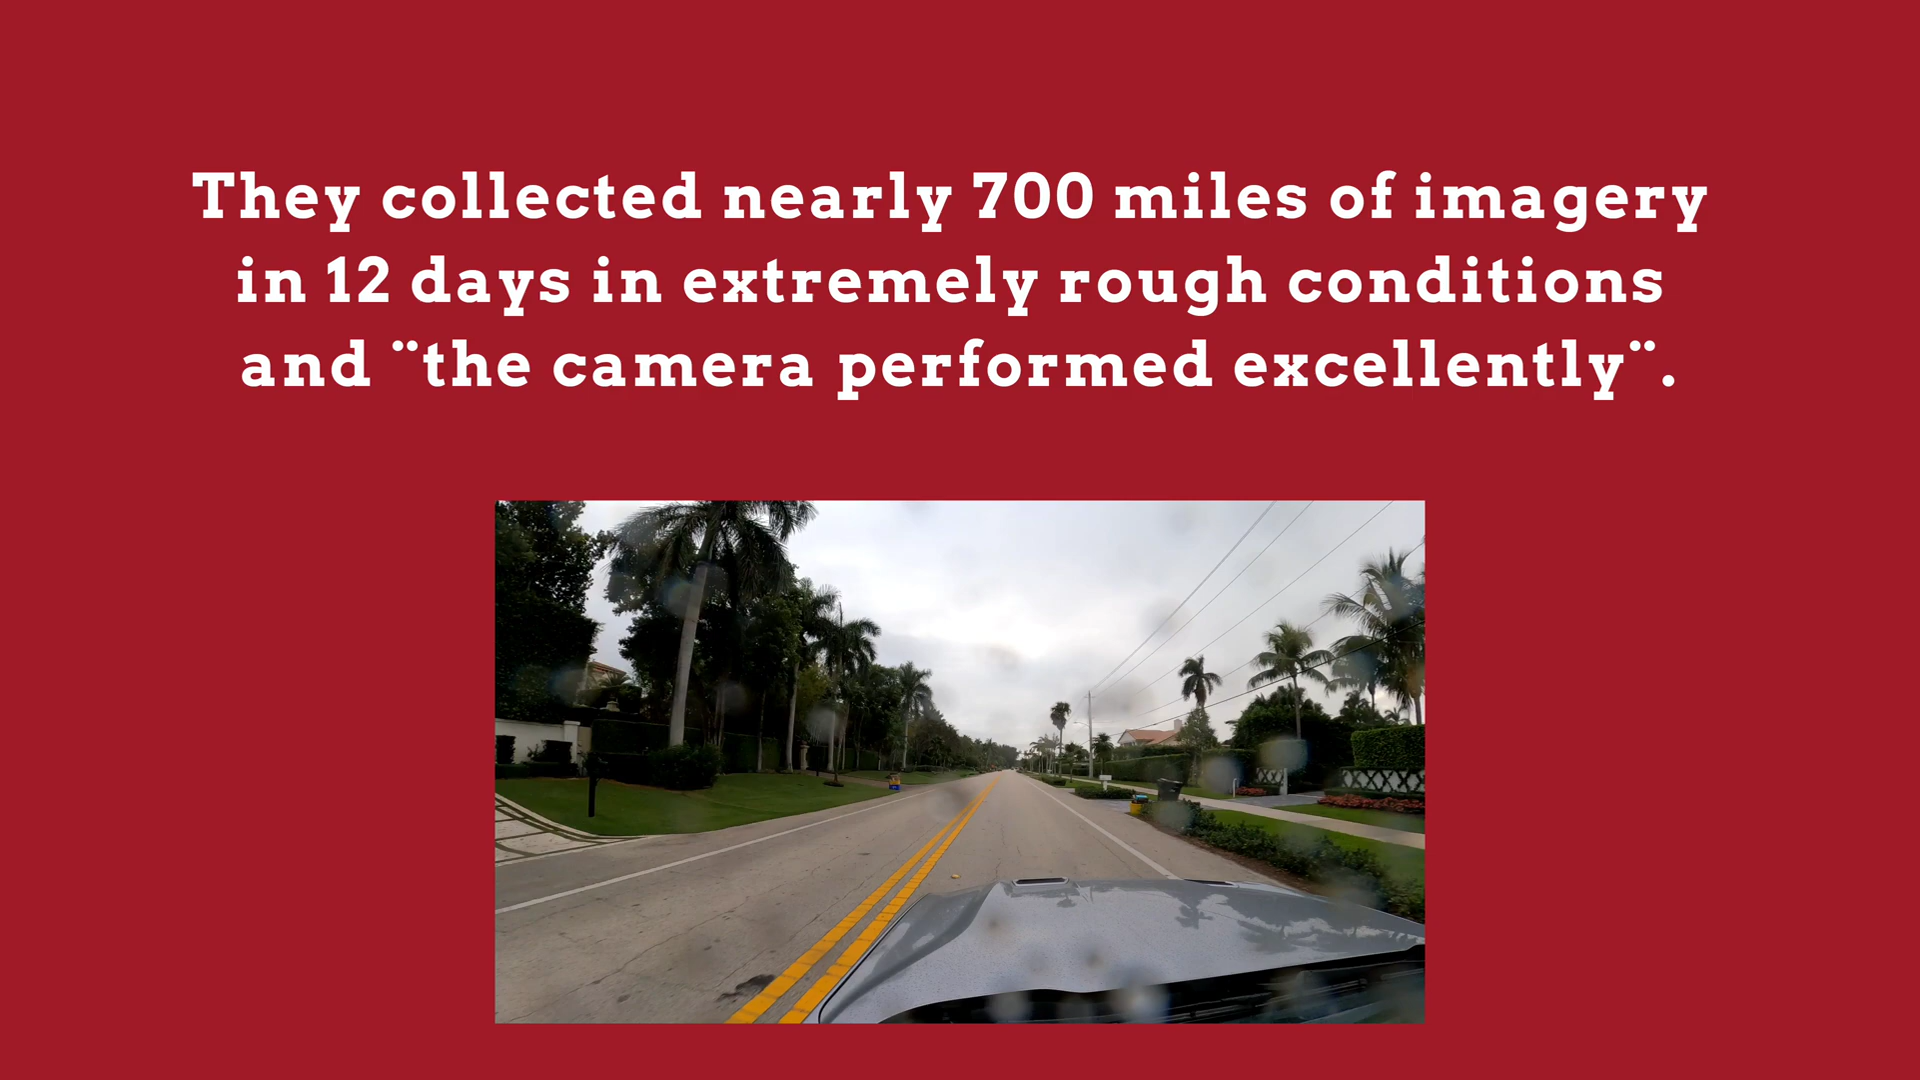 They collected nearly 700 miles of imagery
in 12 days in extremely rough conditions
and ¨the camera performed excellently¨.